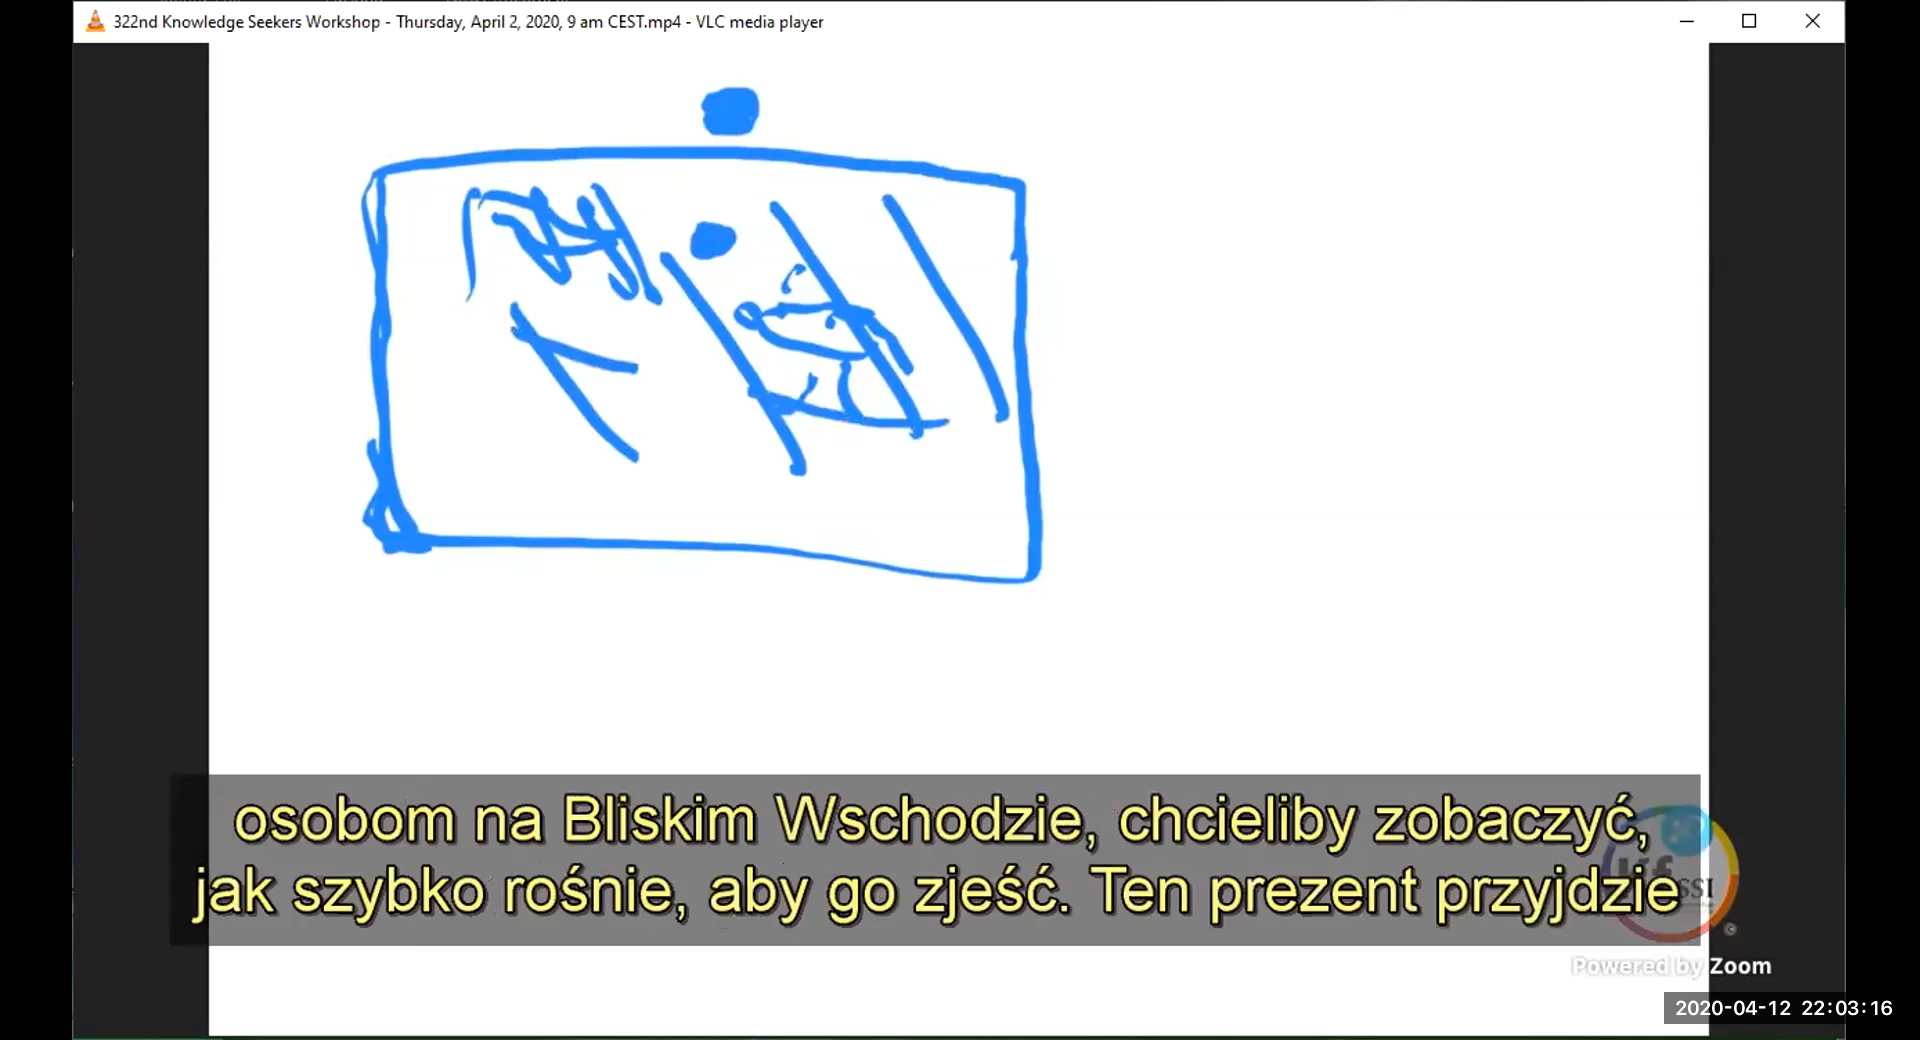 322nd Knowledge Seekers Workshop - Thursday, April 2, 2020, 9 am CEST.mp4 - VLC media player
osobom na Bliskim Wschodzie, chcieliby zobaczyć,
jak szybko rośnie, aby go zjeść. Ten prezent przyjdzie
Powered by Zoom
2020-04-12 22:03:16